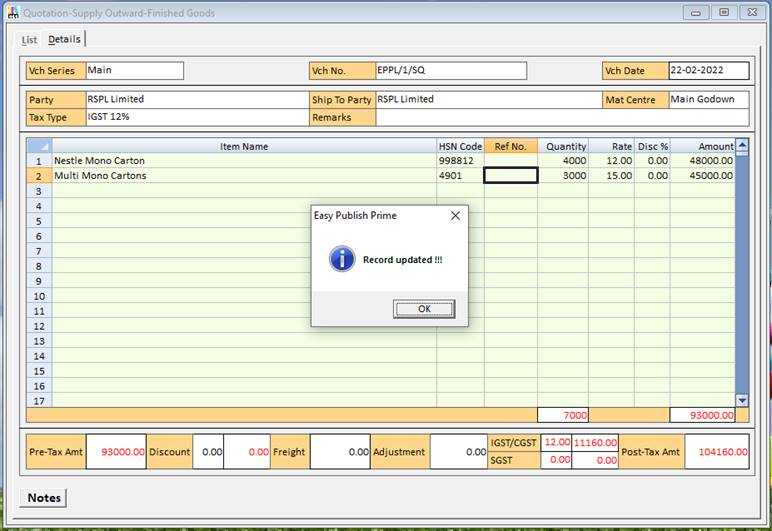 Quotation-Supply Outward-Finished Goods
List Details
Vch Series Main Vch No. EPPL/1/SQ Vch Date 22-02-2022
Party RSPL Limited Ship To Party RSPL Limited Mat Centre Main Godown
Tax Type IGST 12% Remarks
Item Name HSN Code Ref No. Quantity Rate Disc % Amount
1 Nestle Mono Carton 998812 4000 12.00 0.00 48000.00
2 Multi Mono Cartons 4901 3000 15.00 0.00 45000.00
3
4
5
6
7
8
9
10
11
12
13
14
15
16
17
Easy Publish Prime
Record updated !!!
OK
7000 93000.00
Pre-Tax Amt 93000.00 Discount 0.00 0.00 Freight 0.00 Adjustment 0.00 IGST/CGST 12.00 11160.00 Post-Tax Amt 104160.00
SGST 0.00 0.00
Notes